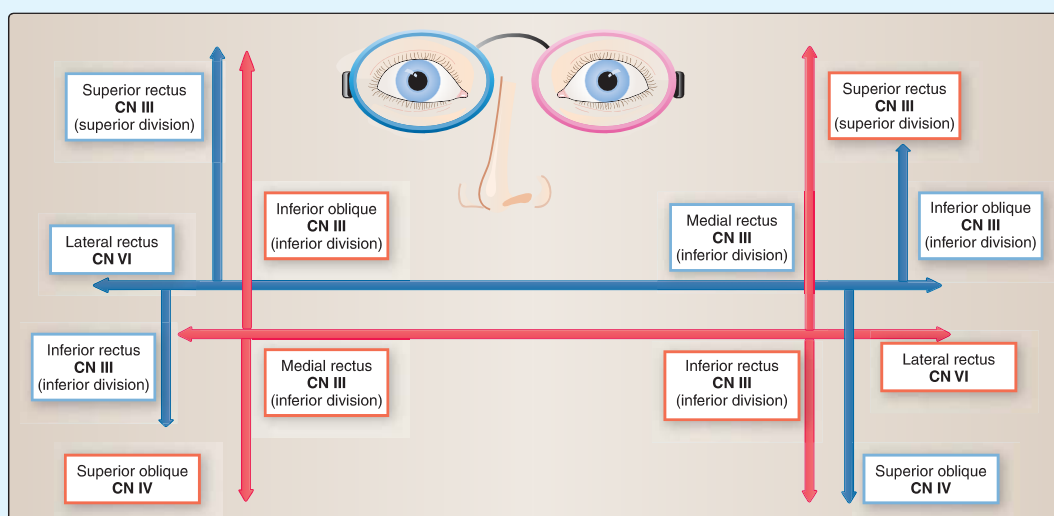 Superior rectus
CN III
(superior division)
Superior rectus
CN III
(superior division)
Inferior oblique
CN III
(inferior division)
Medial rectus
CN III
(inferior division)
Inferior oblique
CN III
(inferior division)
Lateral rectus
CN VI
Inferior rectus
CN III
(inferior division)
Medial rectus
CN III
(inferior division)
Inferior rectus
CN III
(inferior division)
Lateral rectus
CN VI
Superior oblique
CN IV
Superior oblique
CN IV